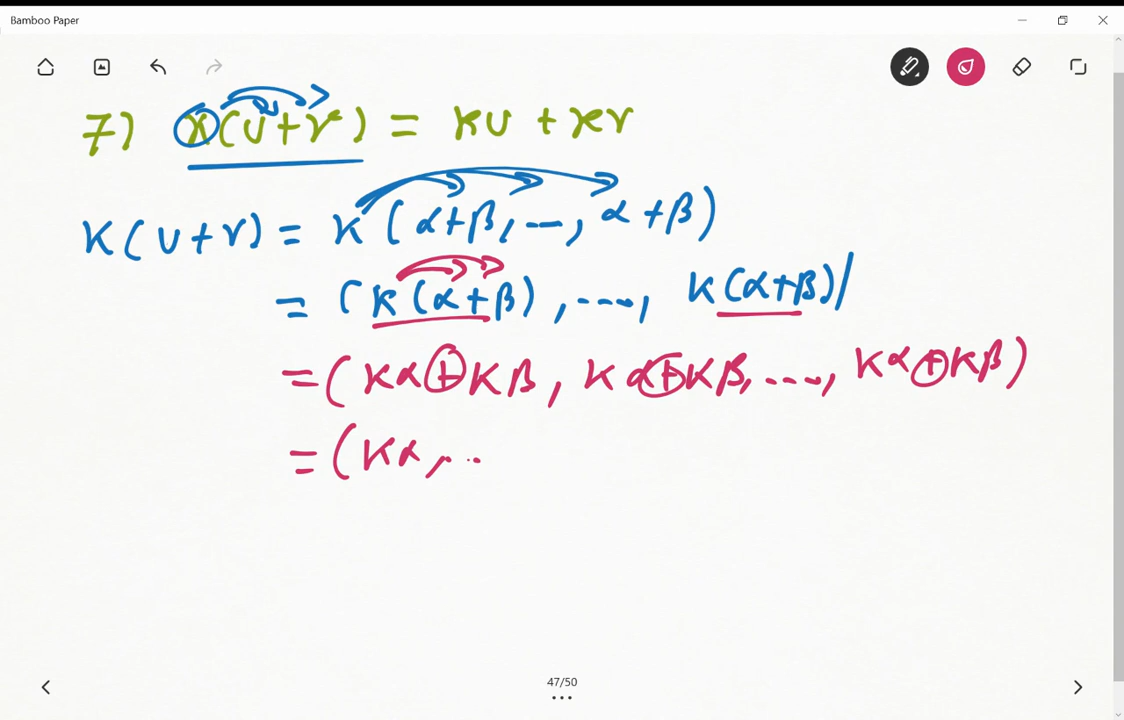 Bamboo Paper
7) K(u+v) = Ku + Kv
K(u+v) = K(α+β, ..., α+β)
= (K(α+β), ...., K(α+β))
= (Kα+Kβ, Kα+Kβ, ...., Kα+Kβ)
= (Kα, ...
47/50